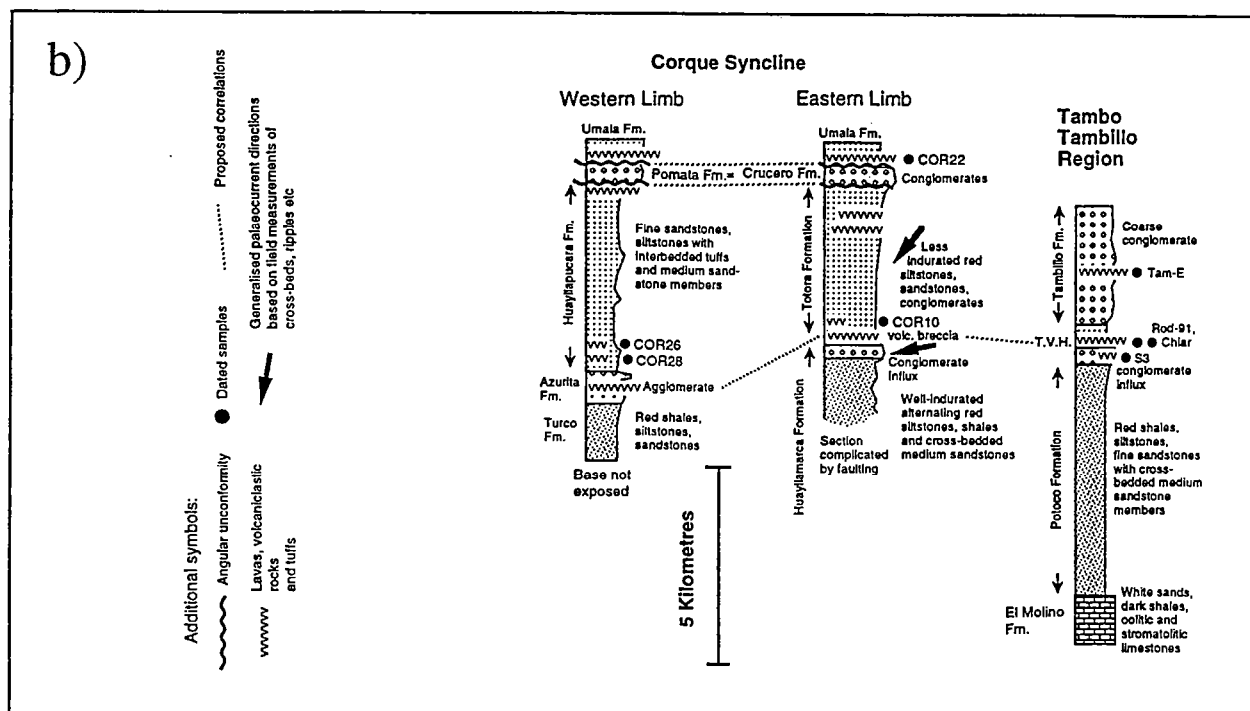 b)
Additional symbols:
Angular unconformity
Dated samples
Proposed correlations
Lavas, volcaniclastic
rocks
and tuffs
Generalised palaeocurrent directions
based on field measurements of
cross-beds, ripples etc
Corque Syncline
Western Limb
Umala Fm.
Pomata Fm.= Crucero Fm.
Huayllapucara Fm.
Fine sandstones,
siltstones with
interbedded tuffs
and medium sand-
stone members
COR26
COR28
Azurita
Fm.
Agglomerate
Turco
Fm.
Red shales,
siltstones,
sandstones
Base not
exposed
5 Kilometres
Eastern Limb
Umala Fm.
COR22
Conglomerates
Totora Formation
Less
indurated red
siltstones,
sandstones,
conglomerates
COR10
volc. breccia
Conglomerate
influx
Huayllamarca Formation
Well-indurated
alternating red
siltstones, shales
and cross-bedded
medium sandstones
Section
complicated
by faulting
Tambo
Tambillo
Region
Tambillo Fm.
Coarse
conglomerate
Tam-E
T.V.H.
Rod-91,
Chiar
S3
conglomerate
influx
Potoco Formation
Red shales,
siltstones,
fine sandstones
with cross-
bedded medium
sandstone
members
El Molino
Fm.
White sands,
dark shales,
oolitic and
stromatolitic
limestones